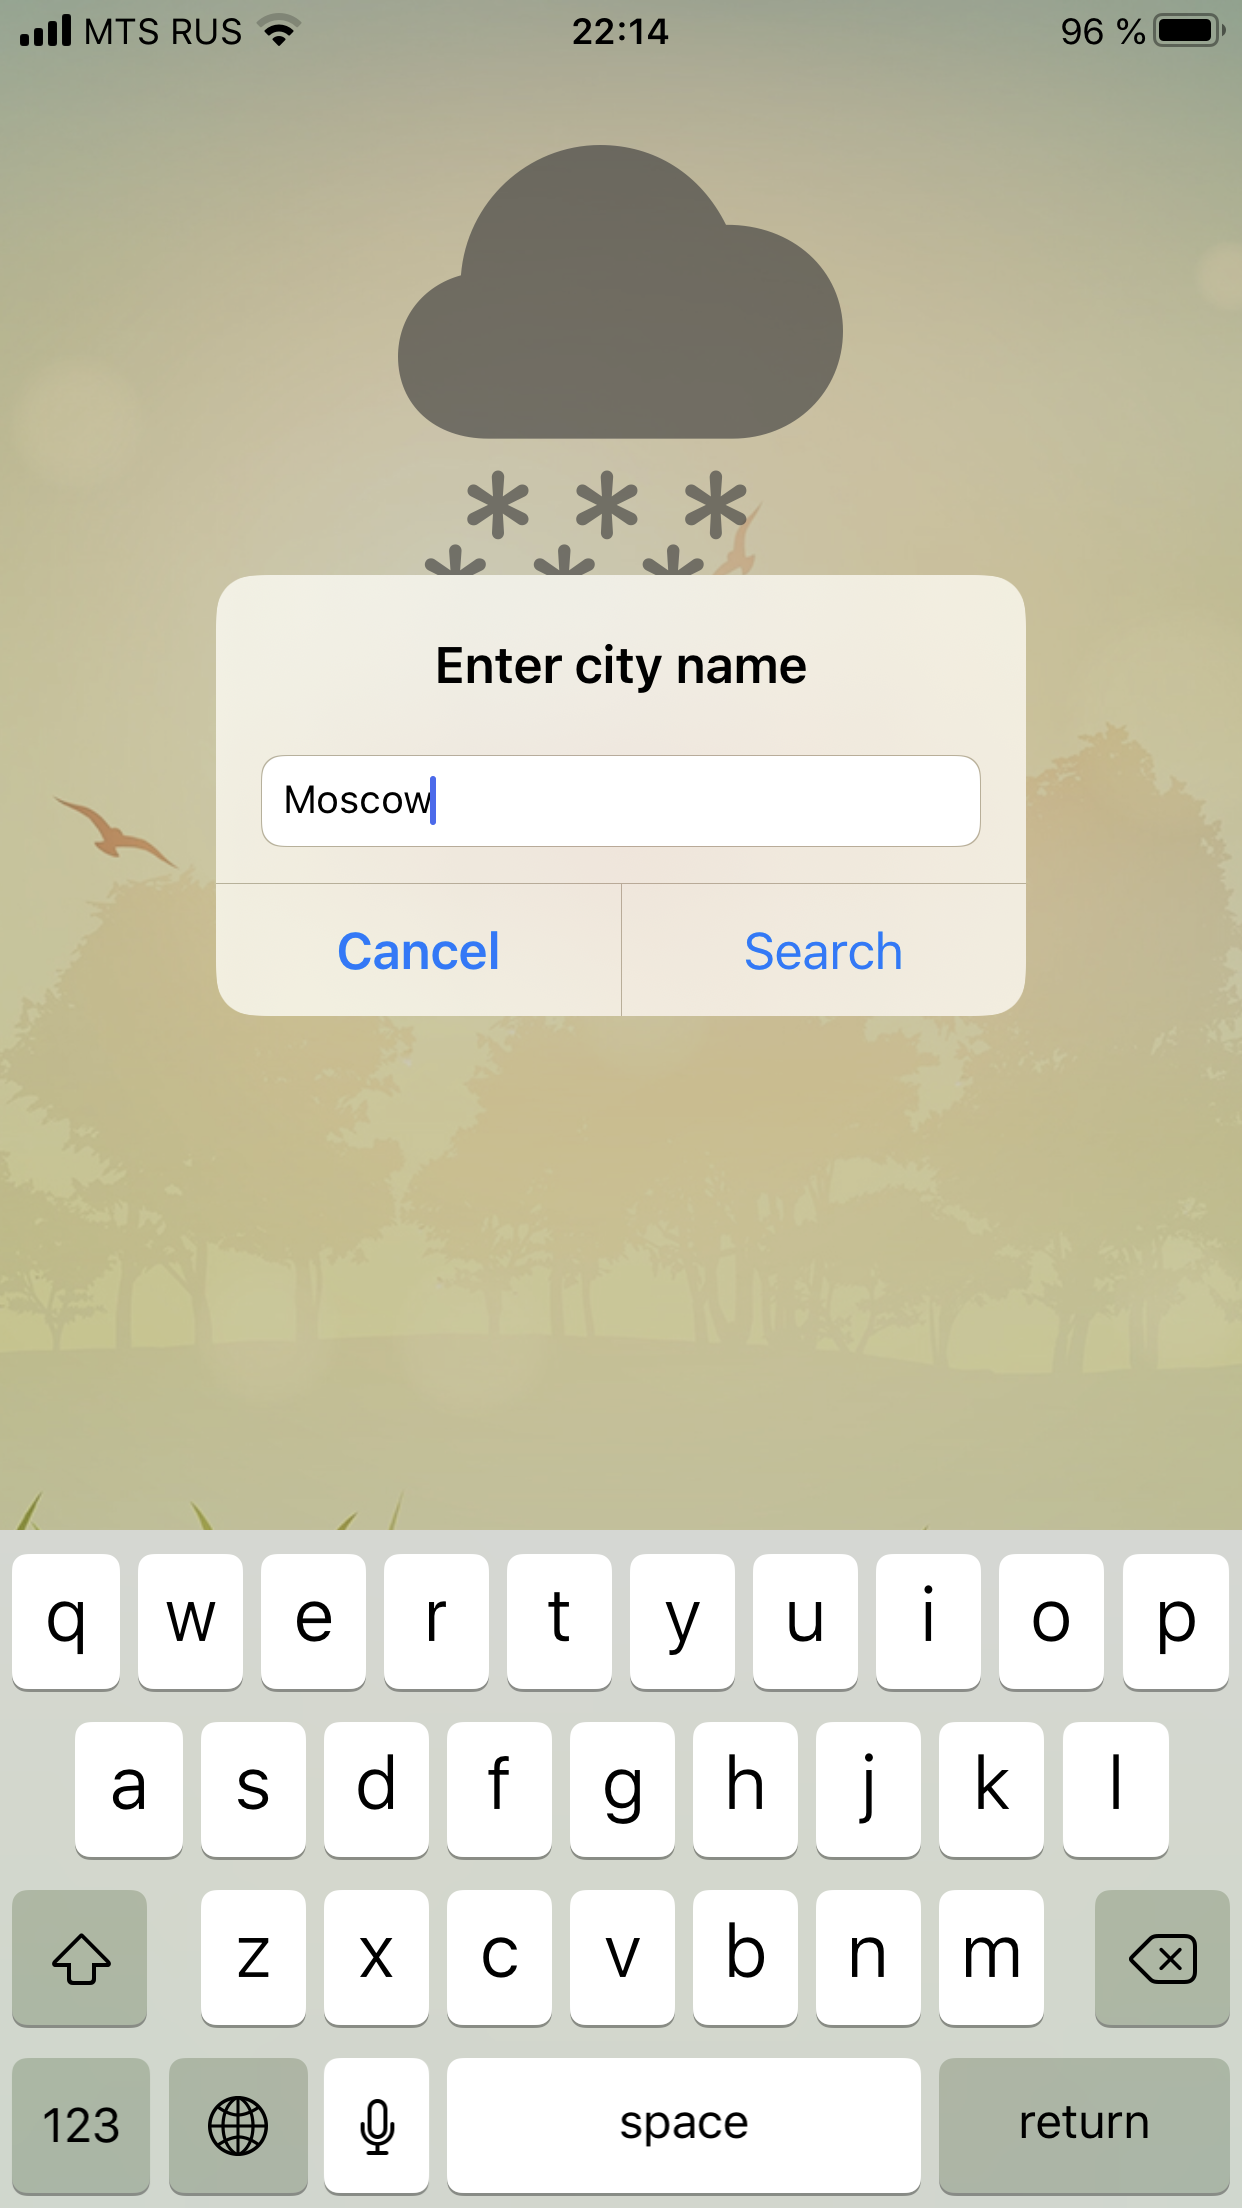 MTS RUS 22:14 96 %
Enter city name
Moscow
Cancel Search
q w e r t y u i o p
a s d f g h j k l
z x c v b n m
123 space return